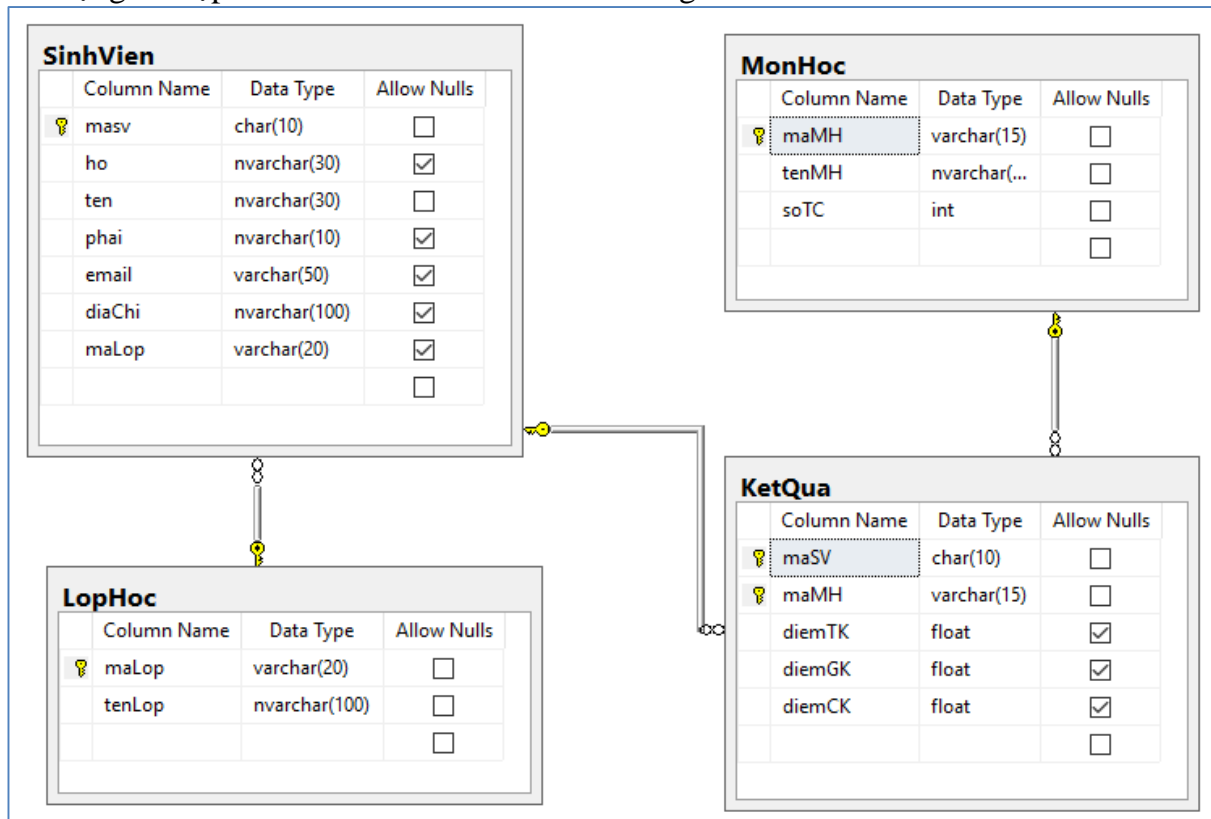 SinhVien
Column Name Data Type Allow Nulls
masv char(10)
ho nvarchar(30)
ten nvarchar(30)
phai nvarchar(10)
email varchar(50)
diaChi nvarchar(100)
maLop varchar(20)
MonHoc
Column Name Data Type Allow Nulls
maMH varchar(15)
tenMH nvarchar(...
soTC int
LopHoc
Column Name Data Type Allow Nulls
maLop varchar(20)
tenLop nvarchar(100)
KetQua
Column Name Data Type Allow Nulls
maSV char(10)
maMH varchar(15)
diemTK float
diemGK float
diemCK float